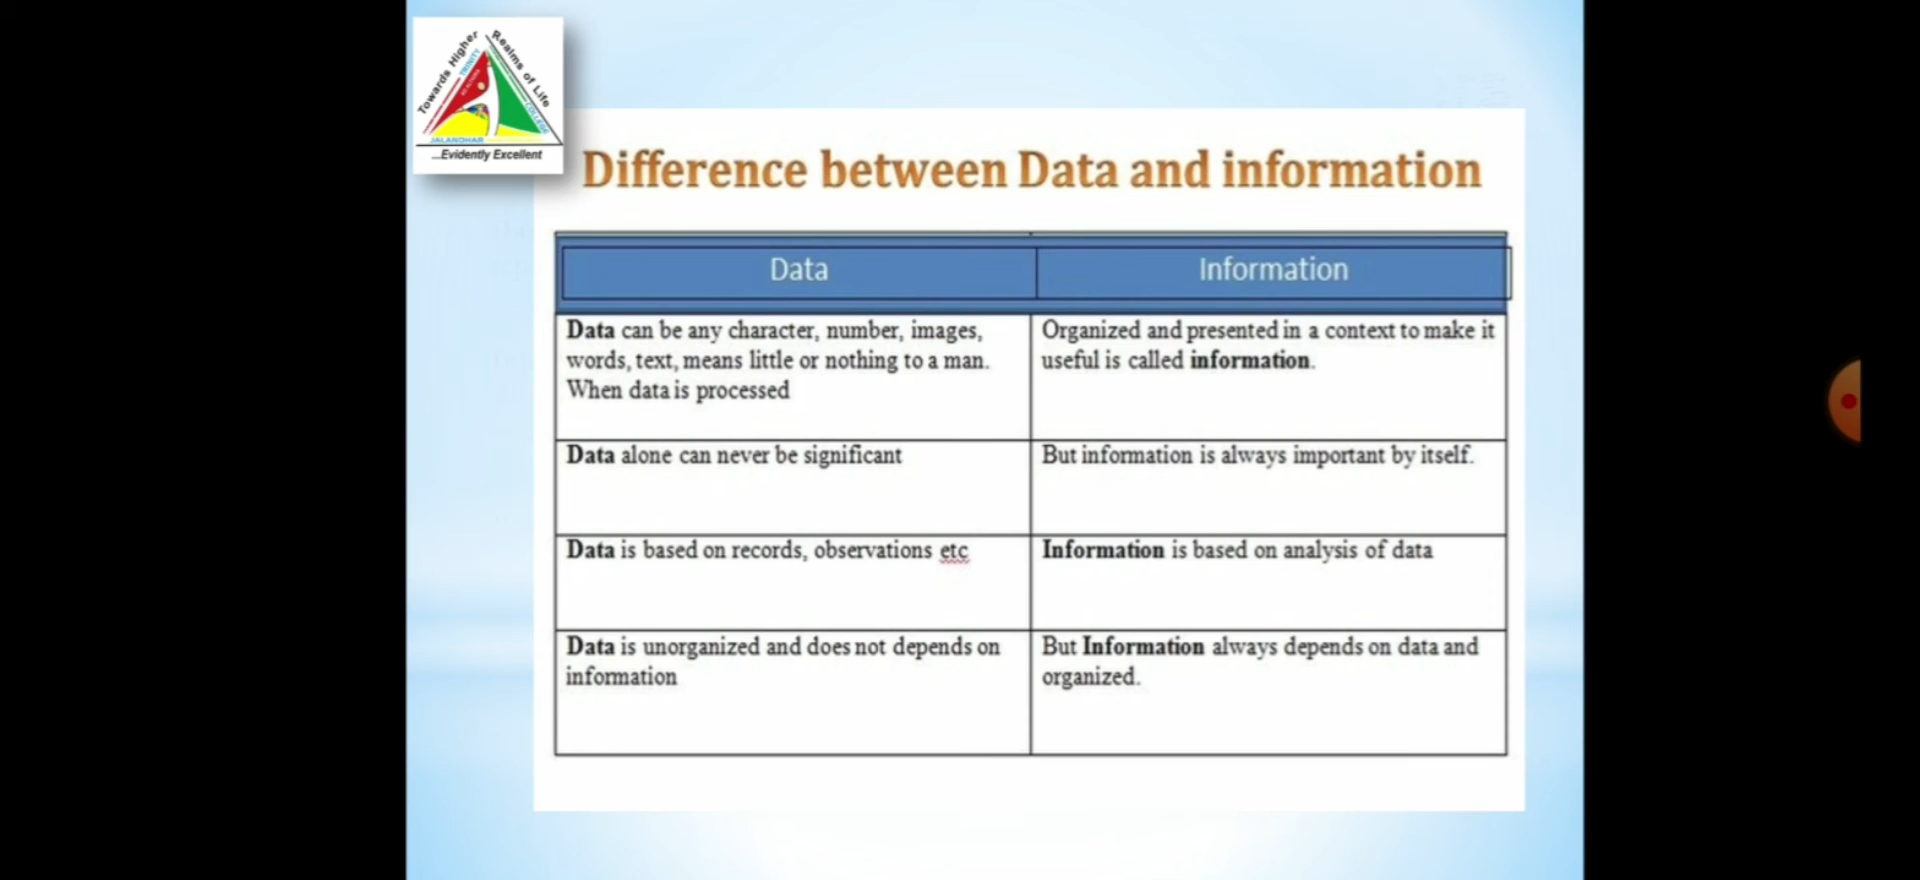 Towards Higher
Realms of Life
TRINITY
COLLEGE
JALANDHAR
...Evidently Excellent
Difference between Data and information
Data
Information
Data can be any character, number, images,
words, text, means little or nothing to a man.
When data is processed
Organized and presented in a context to make it
useful is called information.
Data alone can never be significant
But information is always important by itself.
Data is based on records, observations etc
Information is based on analysis of data
Data is unorganized and does not depends on
information
But Information always depends on data and
organized.